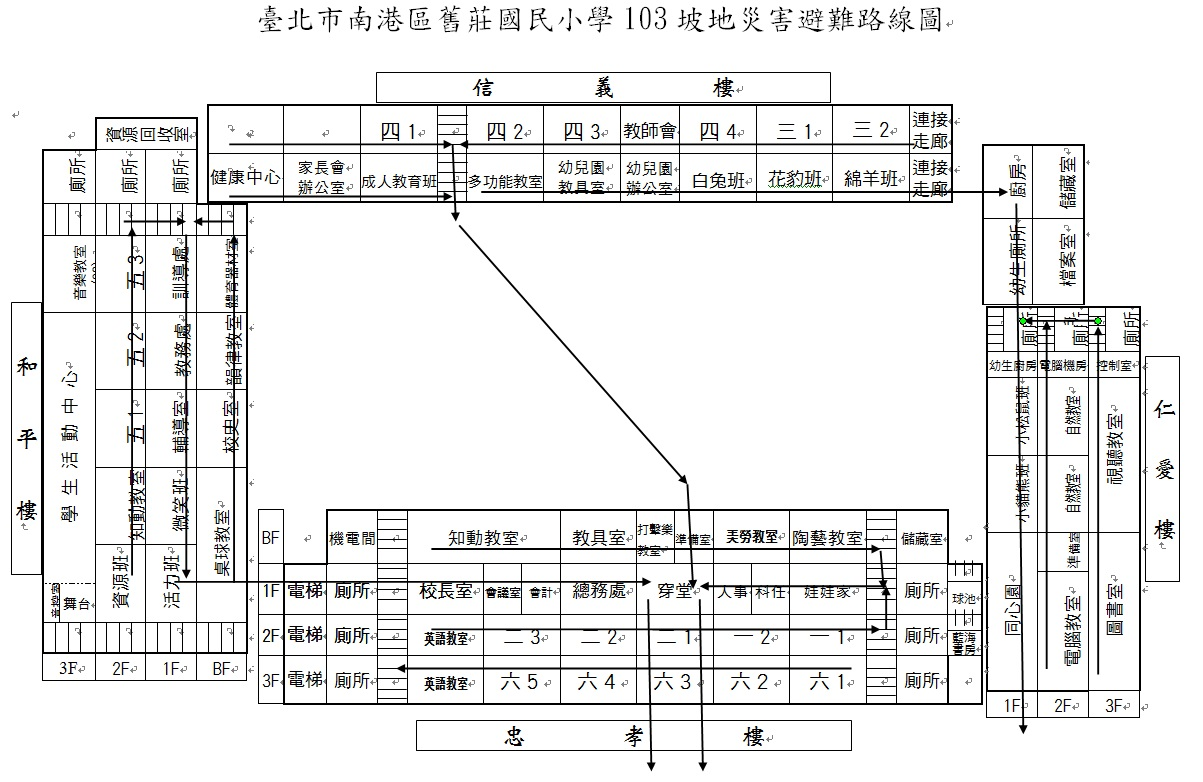 臺北市南港區舊莊國民小學 103 坡地災害避難路線圖
信 義 樓
四 1 四 2 四 3 教師會 四 4 三 1 三 2 連接走廊
健康中心 家長會辦公室 成人教育班 多功能教室 幼兒園教具室 幼兒園辦公室 白兔班 花豹班 綿羊班 連接走廊
資源回收室
廁所 廁所 廁所
音樂教室 五 3 訓導處 體育器材室
學生活動中心 五 2 教務處 韻律教室
五 1 輔導室 校史室
知動教室 微笑班 桌球教室
舞台 資源班 活力班
3F 2F 1F BF
和平樓
廚房 儲藏室
幼生廁所 檔案室
廁所 廁所 廁所
幼生廚房 電腦機房 控制室
小松鼠班 自然教室 視聽教室
小貓熊班 自然教室
同心園 準備室 圖書室
電腦教室
1F 2F 3F
仁愛樓
BF 機電間 知動教室 教具室 打擊樂教室 準備室 美勞教室 陶藝教室 儲藏室
1F 電梯 廁所 校長室 會議室 會計 總務處 穿堂 人事 科任 娃娃家 廁所 球池
2F 電梯 廁所 英語教室 二 3 二 2 二 1 一 2 一 1 廁所 藍海書房
3F 電梯 廁所 英語教室 六 5 六 4 六 3 六 2 六 1 廁所
忠 孝 樓